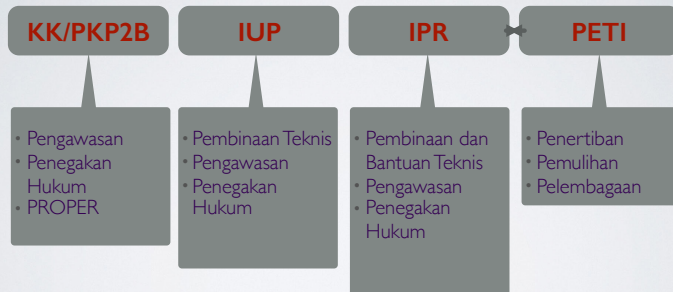 KK/PKP2B
IUP
IPR
PETI
• Pengawasan
• Penegakan
Hukum
• PROPER
• Pembinaan Teknis
• Pengawasan
• Penegakan
Hukum
• Pembinaan dan
Bantuan Teknis
• Pengawasan
• Penegakan
Hukum
• Penertiban
• Pemulihan
• Pelembagaan